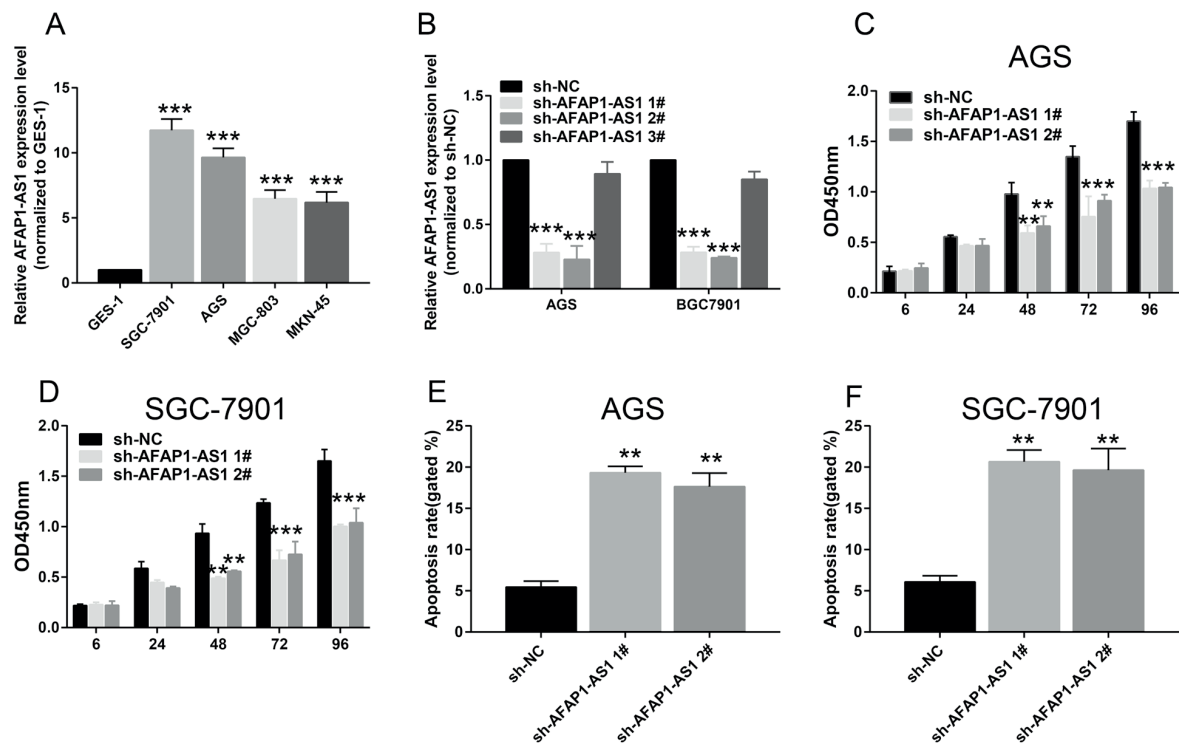 A
Relative AFAP1-AS1 expression level
(normalized to GES-1)
15
10
5
0
***
***
***
***
GES-1
SGC-7901
AGS
MGC-803
MKN-45
B
Relative AFAP1-AS1 expression level
(normalized to sh-NC)
sh-NC
sh-AFAP1-AS1 1#
sh-AFAP1-AS1 2#
sh-AFAP1-AS1 3#
1.5
1.0
0.5
0.0
***
***
***
***
AGS
BGC7901
C
AGS
OD450nm
sh-NC
sh-AFAP1-AS1 1#
sh-AFAP1-AS1 2#
2.0
1.5
1.0
0.5
0.0
**
**
***
***
6
24
48
72
96
D
SGC-7901
OD450nm
sh-NC
sh-AFAP1-AS1 1#
sh-AFAP1-AS1 2#
2.0
1.5
1.0
0.5
0.0
**
**
***
***
6
24
48
72
96
E
AGS
Apoptosis rate(gated %)
25
20
15
10
5
0
**
**
sh-NC
sh-AFAP1-AS1 1#
sh-AFAP1-AS1 2#
F
SGC-7901
Apoptosis rate(gated %)
25
20
15
10
5
0
**
**
sh-NC
sh-AFAP1-AS1 1#
sh-AFAP1-AS1 2#